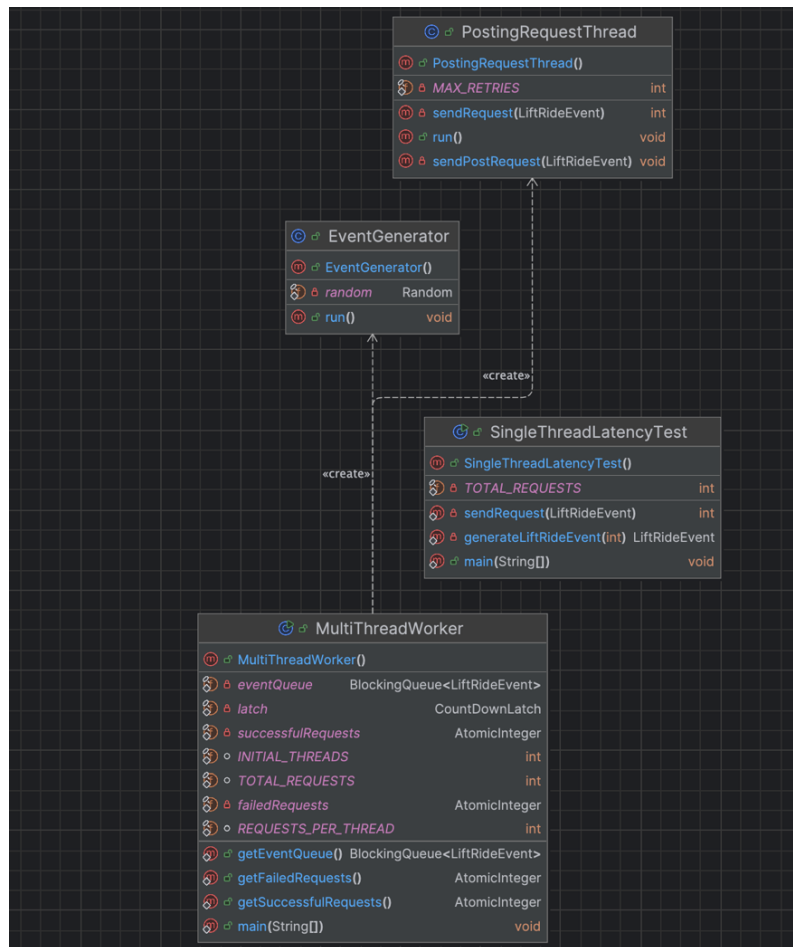 PostingRequestThread
PostingRequestThread()
MAX_RETRIES int
sendRequest(LiftRideEvent) int
run() void
sendPostRequest(LiftRideEvent) void
EventGenerator
EventGenerator()
random Random
run() void
«create»
SingleThreadLatencyTest
SingleThreadLatencyTest()
TOTAL_REQUESTS int
sendRequest(LiftRideEvent) int
generateLiftRideEvent(int) LiftRideEvent
main(String[]) void
«create»
MultiThreadWorker
MultiThreadWorker()
eventQueue BlockingQueue<LiftRideEvent>
latch CountDownLatch
successfulRequests AtomicInteger
INITIAL_THREADS int
TOTAL_REQUESTS int
failedRequests AtomicInteger
REQUESTS_PER_THREAD int
getEventQueue() BlockingQueue<LiftRideEvent>
getFailedRequests() AtomicInteger
getSuccessfulRequests() AtomicInteger
main(String[]) void